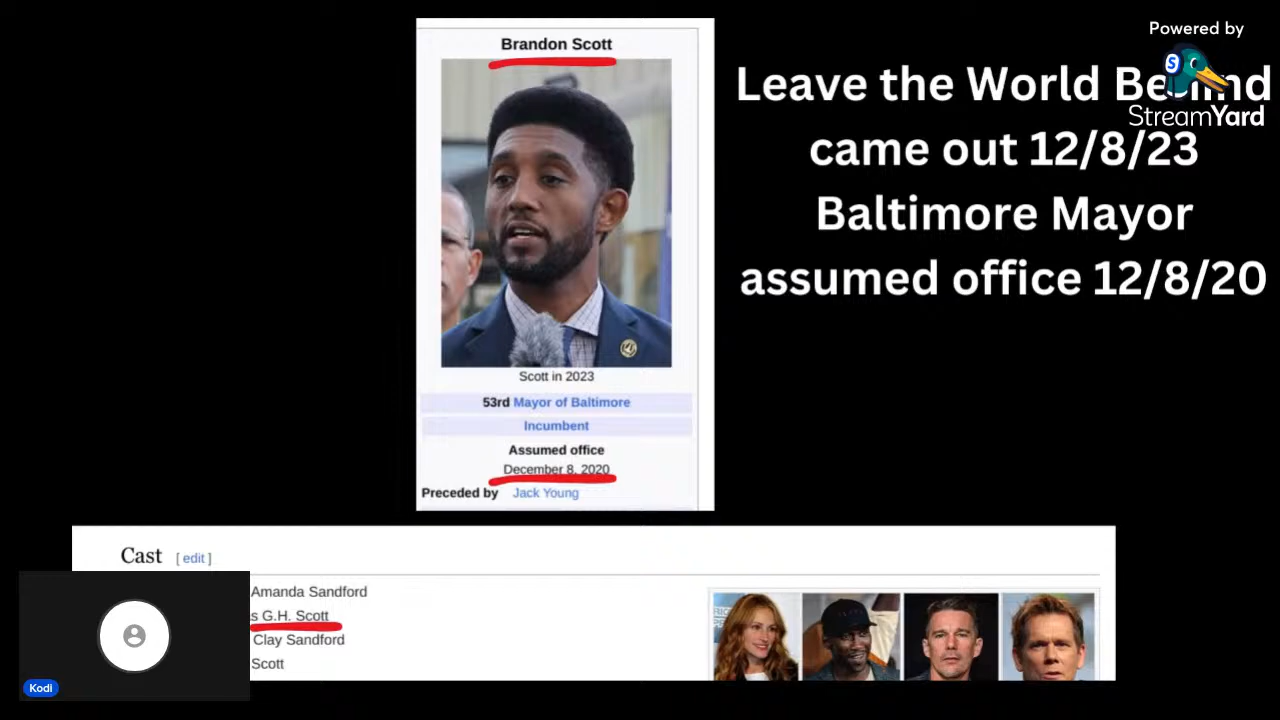 Brandon Scott
Powered by
StreamYard
Leave the World Behind
came out 12/8/23
Baltimore Mayor
assumed office 12/8/20
Scott in 2023
53rd Mayor of Baltimore
Incumbent
Assumed office
December 8, 2020
Preceded by Jack Young
Cast [ edit ]
Amanda Sandford
s G.H. Scott
Clay Sandford
Scott
Kodi